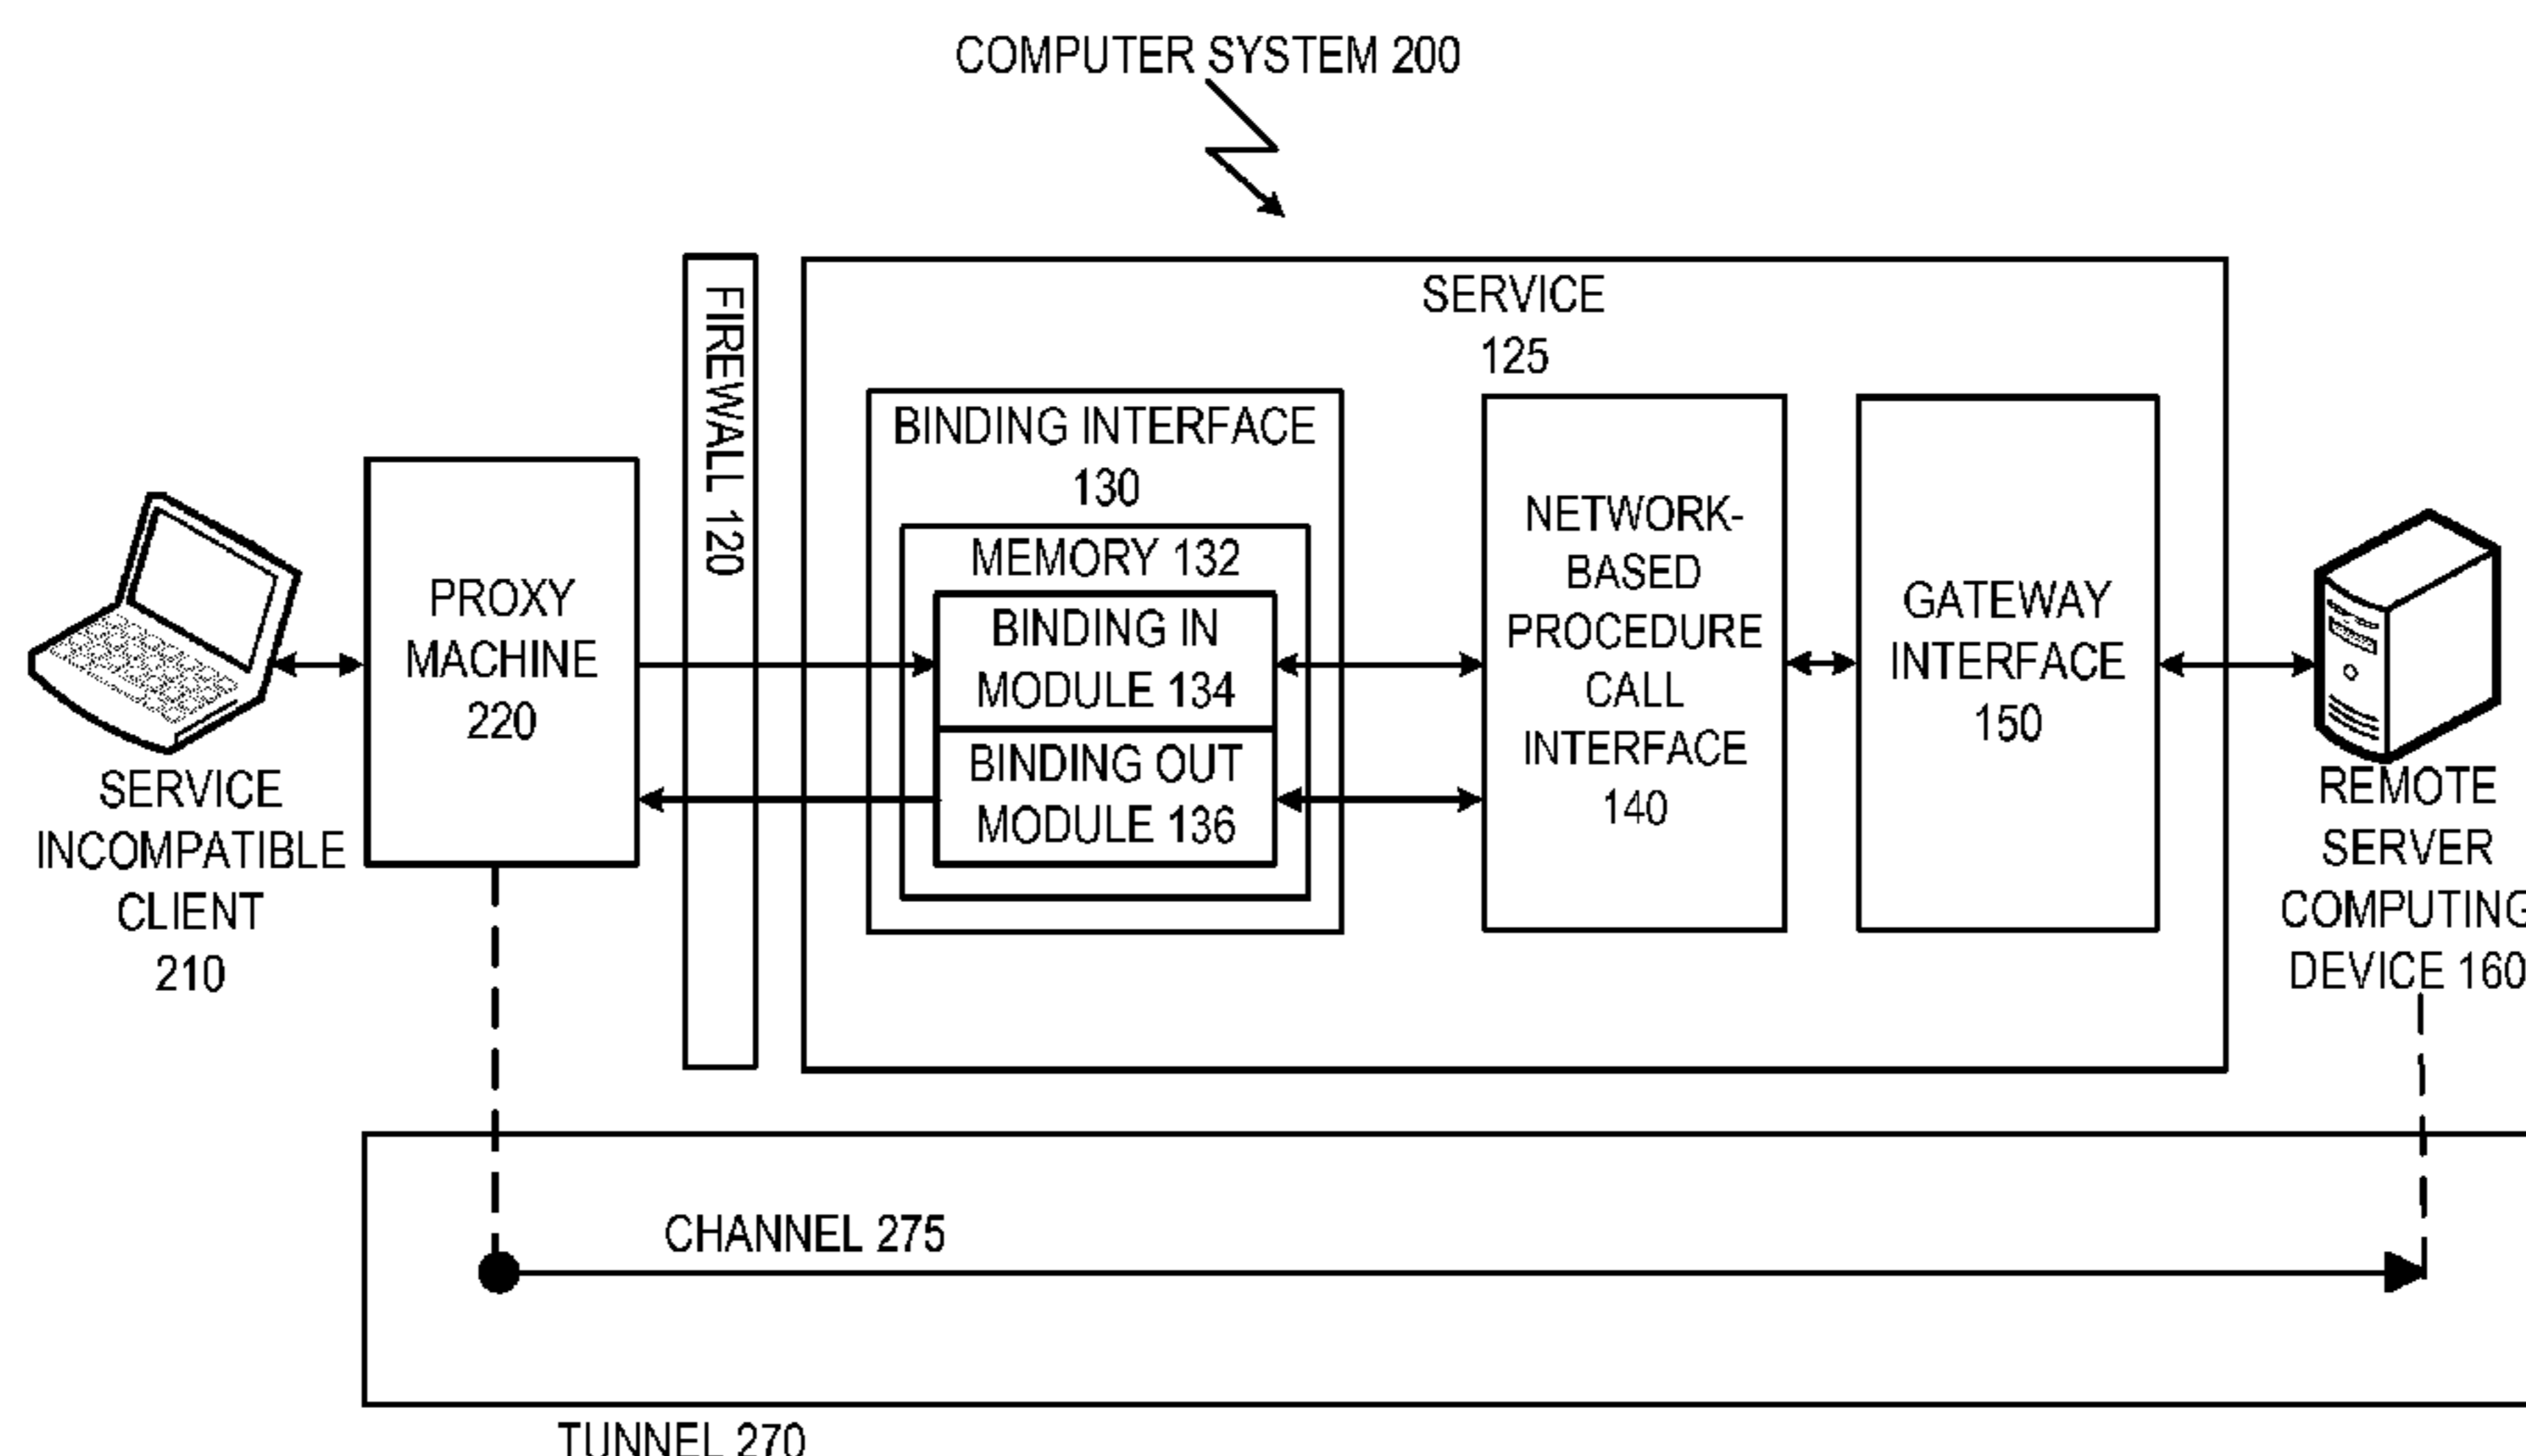 COMPUTER SYSTEM 200
SERVICE
125
FIREWALL 120
BINDING INTERFACE
130
MEMORY 132
BINDING IN
MODULE 134
BINDING OUT
MODULE 136
NETWORK-
BASED
PROCEDURE
CALL
INTERFACE
140
GATEWAY
INTERFACE
150
PROXY
MACHINE
220
SERVICE
INCOMPATIBLE
CLIENT
210
REMOTE
SERVER
COMPUTING
DEVICE 160
CHANNEL 275
TUNNEL 270